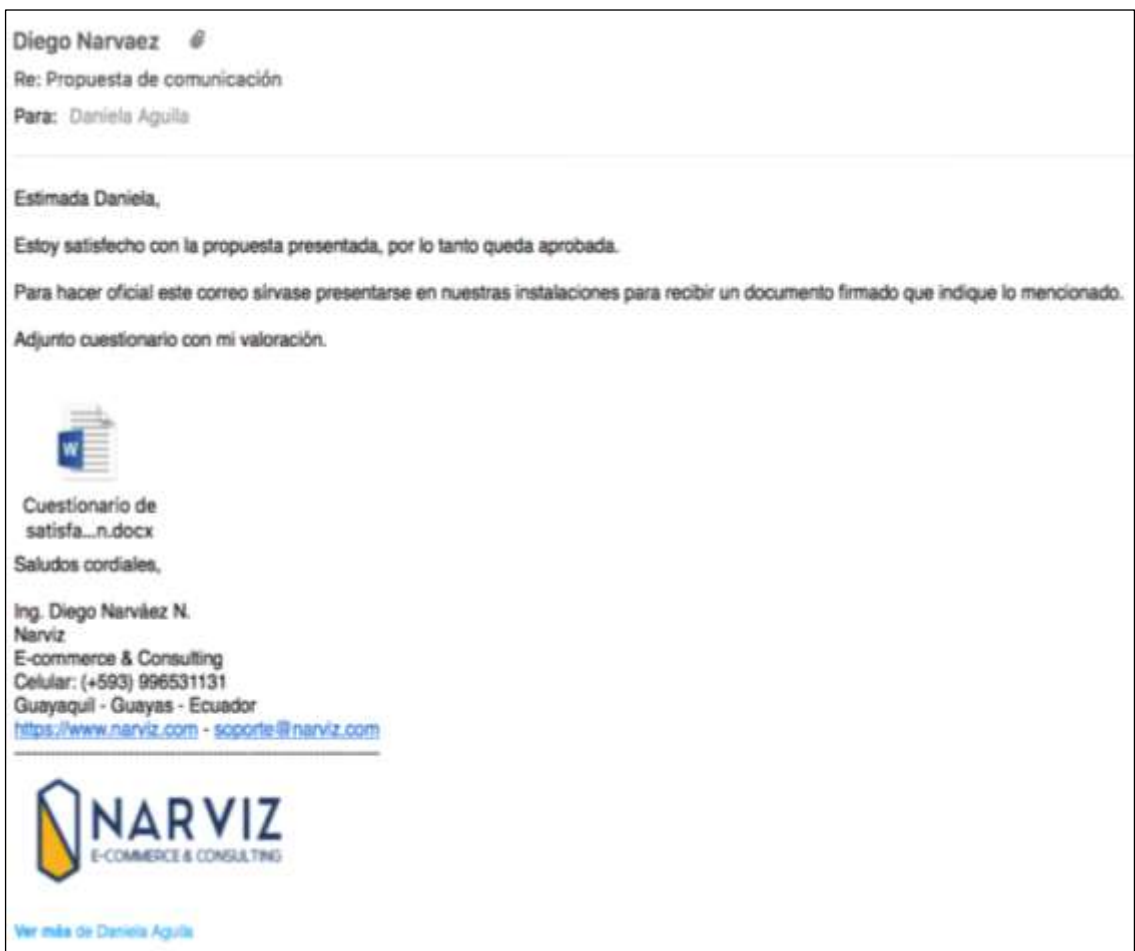 Diego Narvaez
Re: Propuesta de comunicación
Para: Daniela Aguila
Estimada Daniela,
Estoy satisfecho con la propuesta presentada, por lo tanto queda aprobada.
Para hacer oficial este correo sírvase presentarse en nuestras instalaciones para recibir un documento firmado que indique lo mencionado.
Adjunto cuestionario con mi valoración.
W
Cuestionario de
satisfa...n.docx
Saludos cordiales,
Ing. Diego Narváez N.
Narviz
E-commerce & Consulting
Celular: (+593) 996531131
Guayaquil - Guayas - Ecuador
https://www.narviz.com - soporte@narviz.com
NARVIZ
E-COMMERCE & CONSULTING
Ver más de Daniela Aguila